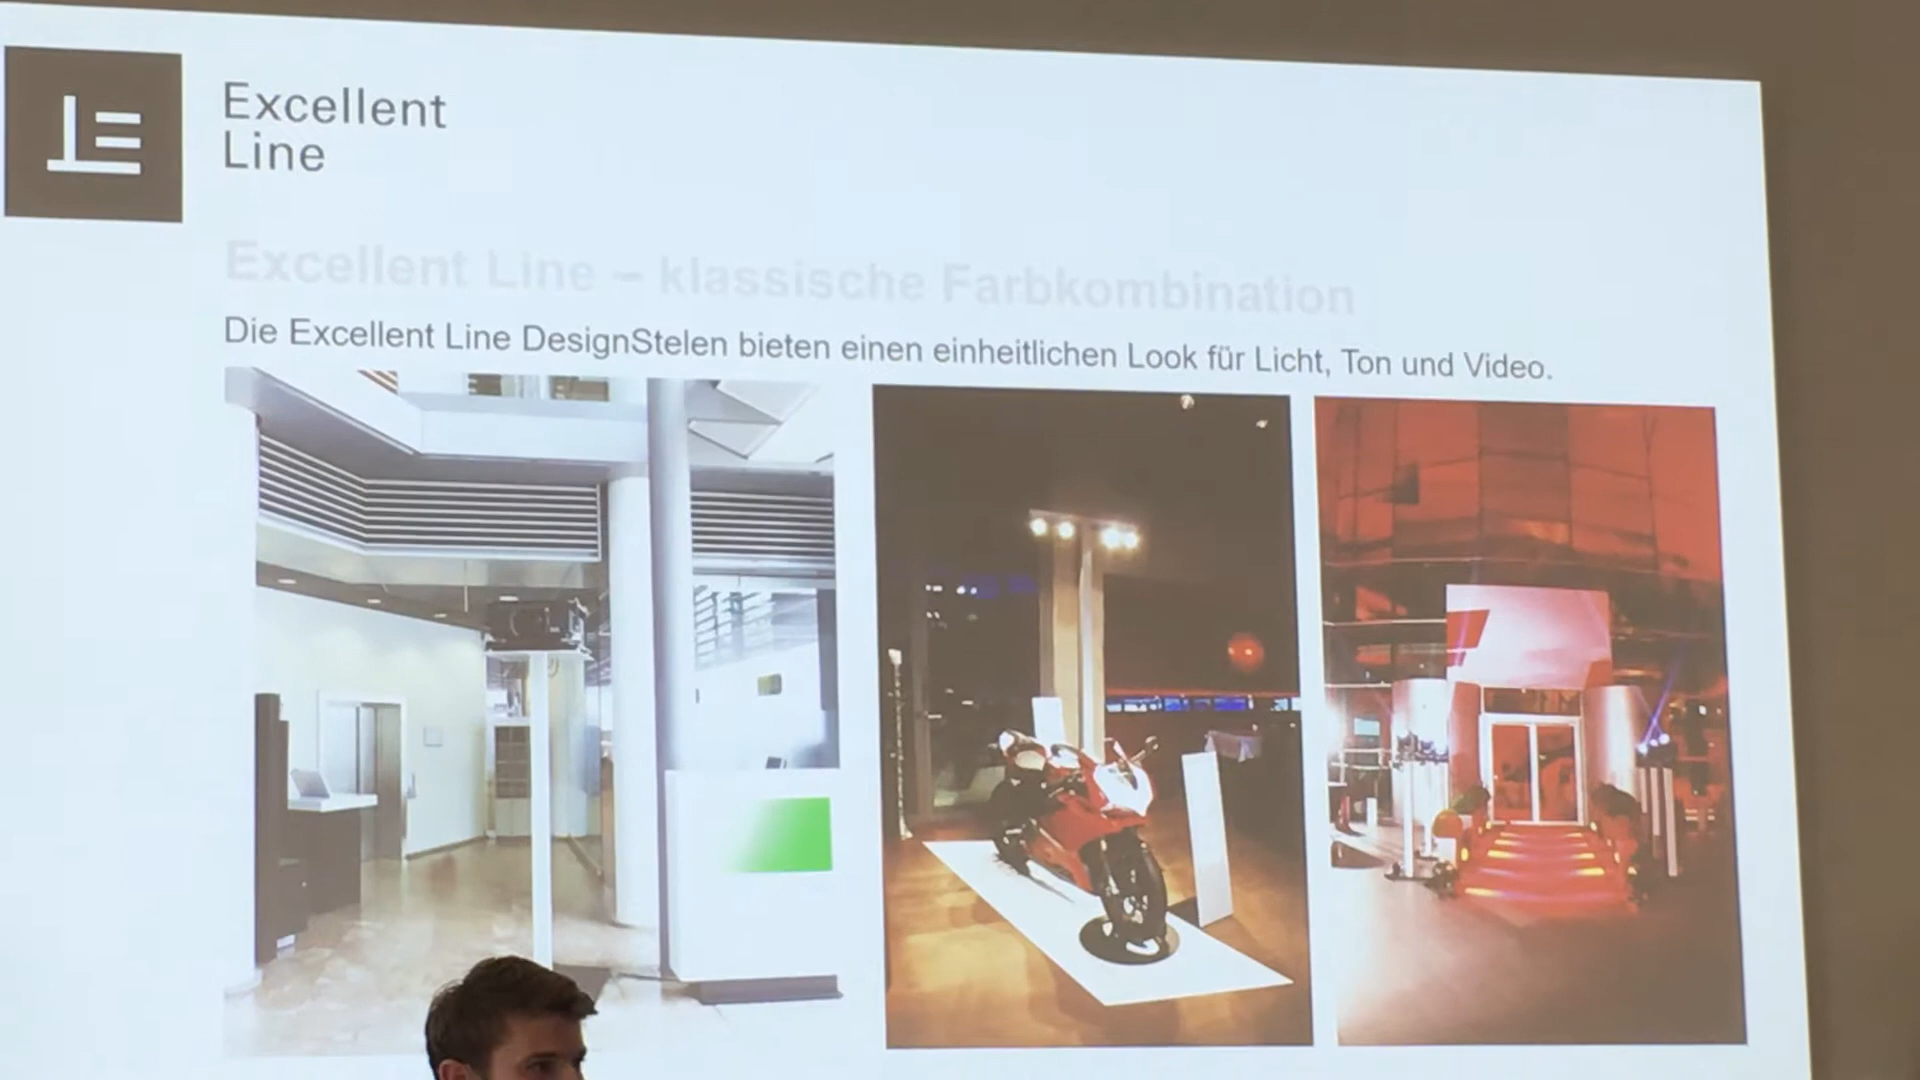 Excellent
Line
Excellent Line – klassische Farbkombination
Die Excellent Line DesignStelen bieten einen einheitlichen Look für Licht, Ton und Video.